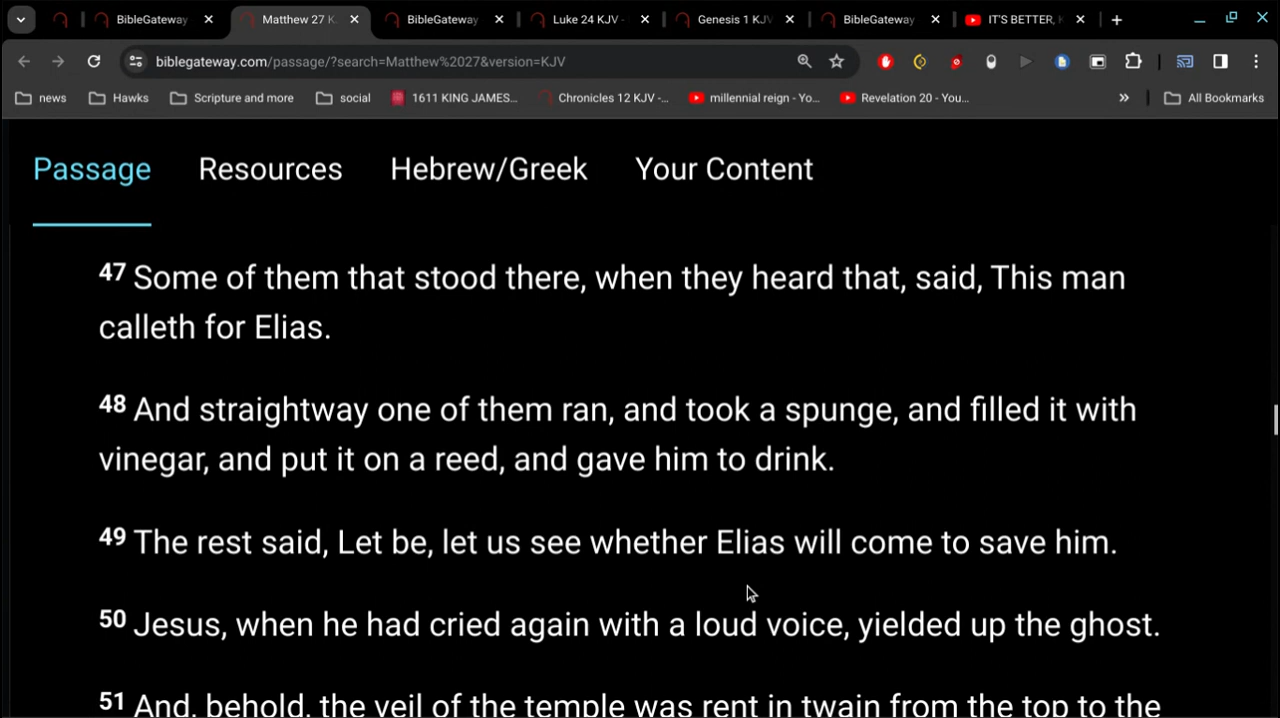 BibleGateway
Matthew 27 K
BibleGateway
Luke 24 KJV -
Genesis 1 KJV
BibleGateway
IT'S BETTER,
biblegateway.com/passage/?search=Matthew%2027&version=KJV
news
Hawks
Scripture and more
social
1611 KING JAMES...
Chronicles 12 KJV -...
millennial reign - Yo...
Revelation 20 - You...
»
All Bookmarks
Passage
Resources
Hebrew/Greek
Your Content
47 Some of them that stood there, when they heard that, said, This man
calleth for Elias.
48 And straightway one of them ran, and took a spunge, and filled it with
vinegar, and put it on a reed, and gave him to drink.
49 The rest said, Let be, let us see whether Elias will come to save him.
50 Jesus, when he had cried again with a loud voice, yielded up the ghost.
51 And, behold, the veil of the temple was rent in twain from the top to the